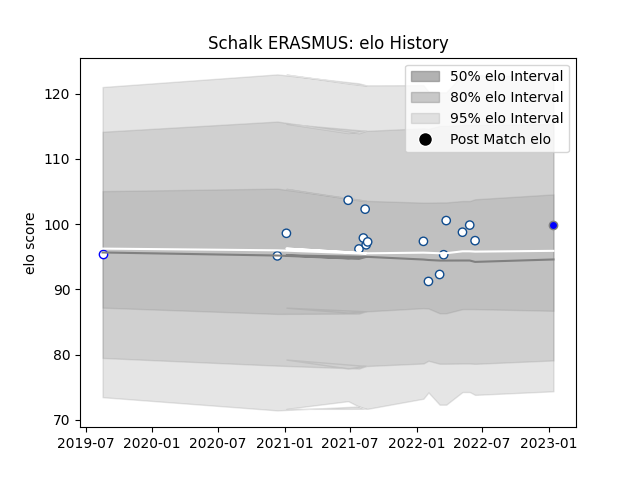 Schalk ERASMUS: elo History
50% elo Interval
80% elo Interval
95% elo Interval
Post Match elo
elo score
120
110
100
90
80
70
2019-07 2020-01 2020-07 2021-01 2021-07 2022-01 2022-07 2023-01